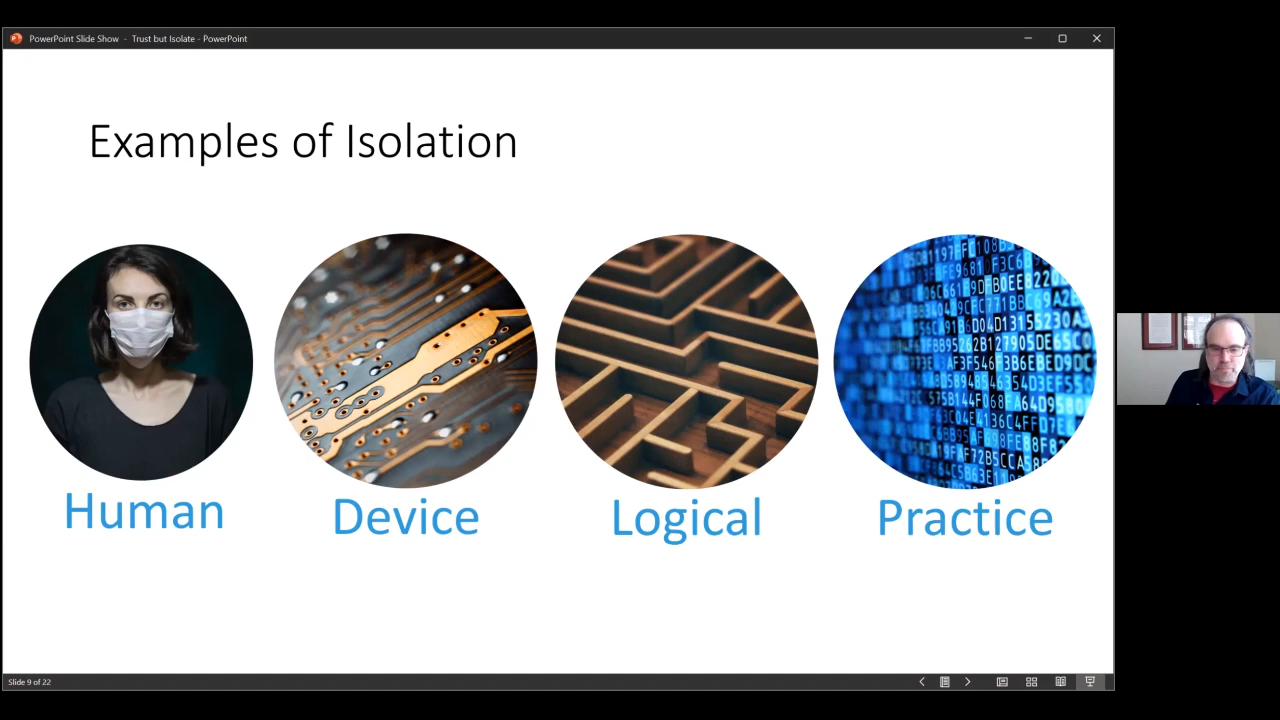 PowerPoint Slide Show - Trust but Isolate - PowerPoint
Examples of Isolation
Human
Device
Logical
Practice
Slide 9 of 22